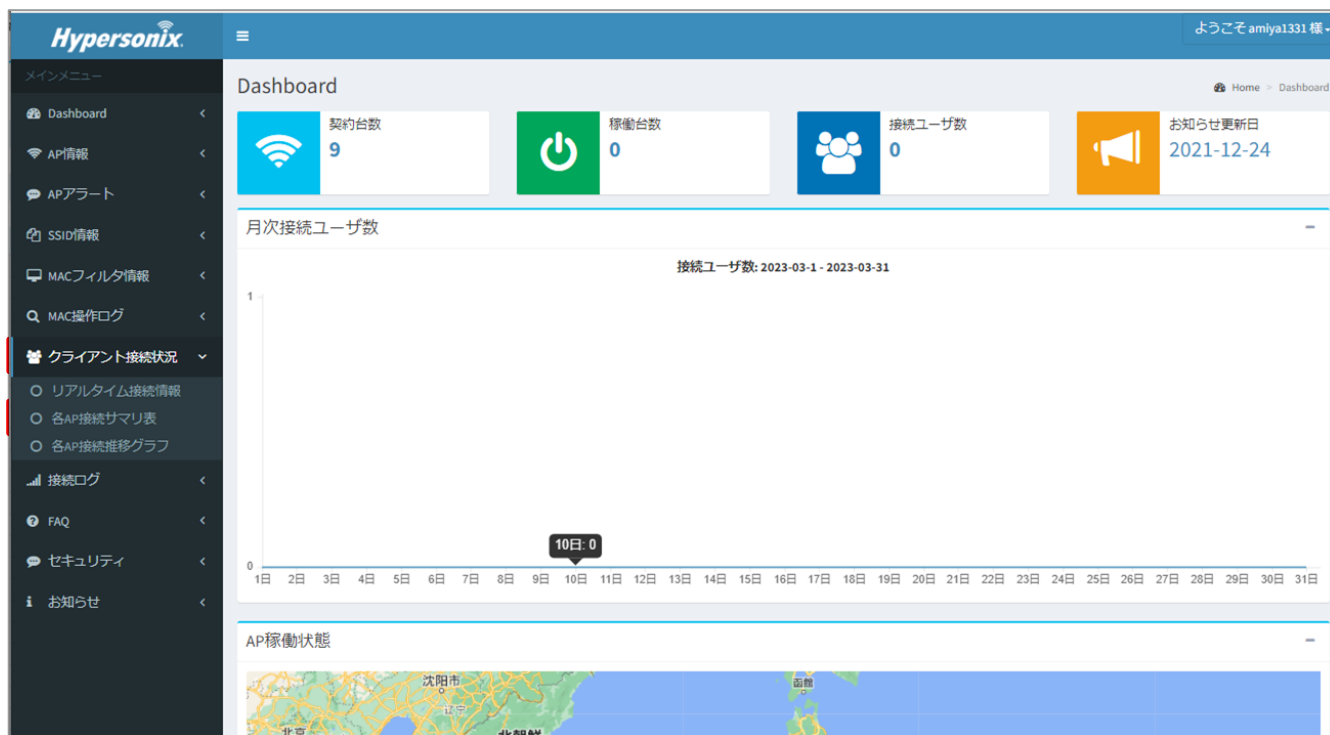 Hypersonix.
ようこそ amiya1331 様
メインメニュー
Dashboard
AP情報
APアラート
SSID情報
MACフィルタ情報
MAC操作ログ
クライアント接続状況
リアルタイム接続情報
各AP接続サマリ表
各AP接続推移グラフ
接続ログ
FAQ
セキュリティ
お知らせ
Dashboard
Home > Dashboard
契約台数
9
稼働台数
0
接続ユーザ数
0
お知らせ更新日
2021-12-24
月次接続ユーザ数
接続ユーザ数: 2023-03-1 - 2023-03-31
1
0
10日: 0
1日 2日 3日 4日 5日 6日 7日 8日 9日 10日 11日 12日 13日 14日 15日 16日 17日 18日 19日 20日 21日 22日 23日 24日 25日 26日 27日 28日 29日 30日 31日
AP稼働状態
沈阳市
辽宁
北京
北朝鮮
函館